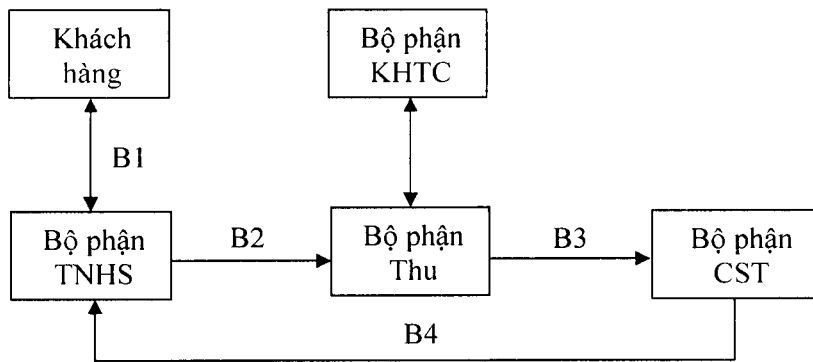 Khách
hàng
Bộ phận
KHTC
B1
Bộ phận
TNHS
B2
Bộ phận
Thu
B3
Bộ phận
CST
B4